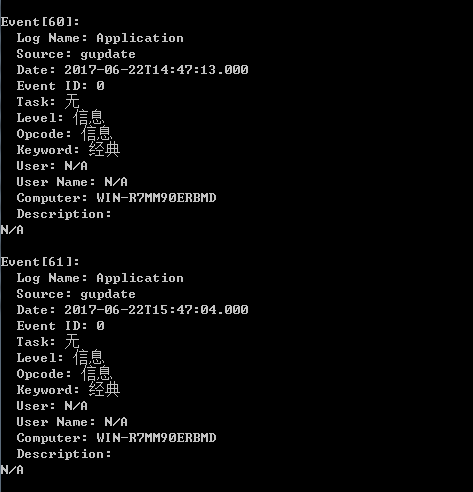 Event[60]:
Log Name: Application
Source: gupdate
Date: 2017-06-22T14:47:13.000
Event ID: 0
Task: 无
Level: 信息
Opcode: 信息
Keyword: 经典
User: N/A
User Name: N/A
Computer: WIN-R7MM90ERBMD
Description:
N/A
Event[61]:
Log Name: Application
Source: gupdate
Date: 2017-06-22T15:47:04.000
Event ID: 0
Task: 无
Level: 信息
Opcode: 信息
Keyword: 经典
User: N/A
User Name: N/A
Computer: WIN-R7MM90ERBMD
Description:
N/A